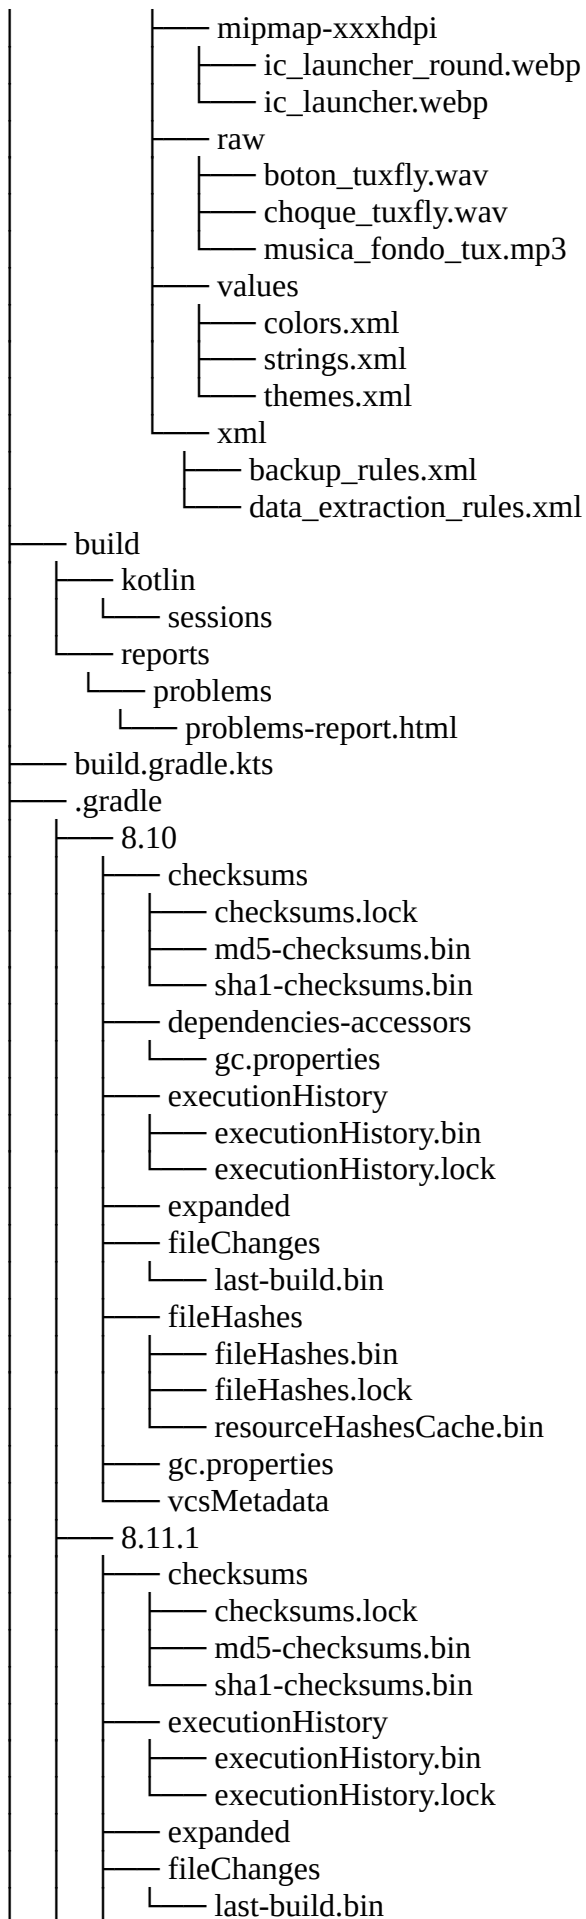 mipmap-xxxhdpi
ic_launcher_round.webp
ic_launcher.webp
raw
boton_tuxfly.wav
choque_tuxfly.wav
musica_fondo_tux.mp3
values
colors.xml
strings.xml
themes.xml
xml
backup_rules.xml
data_extraction_rules.xml
build
kotlin
sessions
reports
problems
problems-report.html
build.gradle.kts
.gradle
8.10
checksums
checksums.lock
md5-checksums.bin
sha1-checksums.bin
dependencies-accessors
gc.properties
executionHistory
executionHistory.bin
executionHistory.lock
expanded
fileChanges
last-build.bin
fileHashes
fileHashes.bin
fileHashes.lock
resourceHashesCache.bin
gc.properties
vcsMetadata
8.11.1
checksums
checksums.lock
md5-checksums.bin
sha1-checksums.bin
executionHistory
executionHistory.bin
executionHistory.lock
expanded
fileChanges
last-build.bin